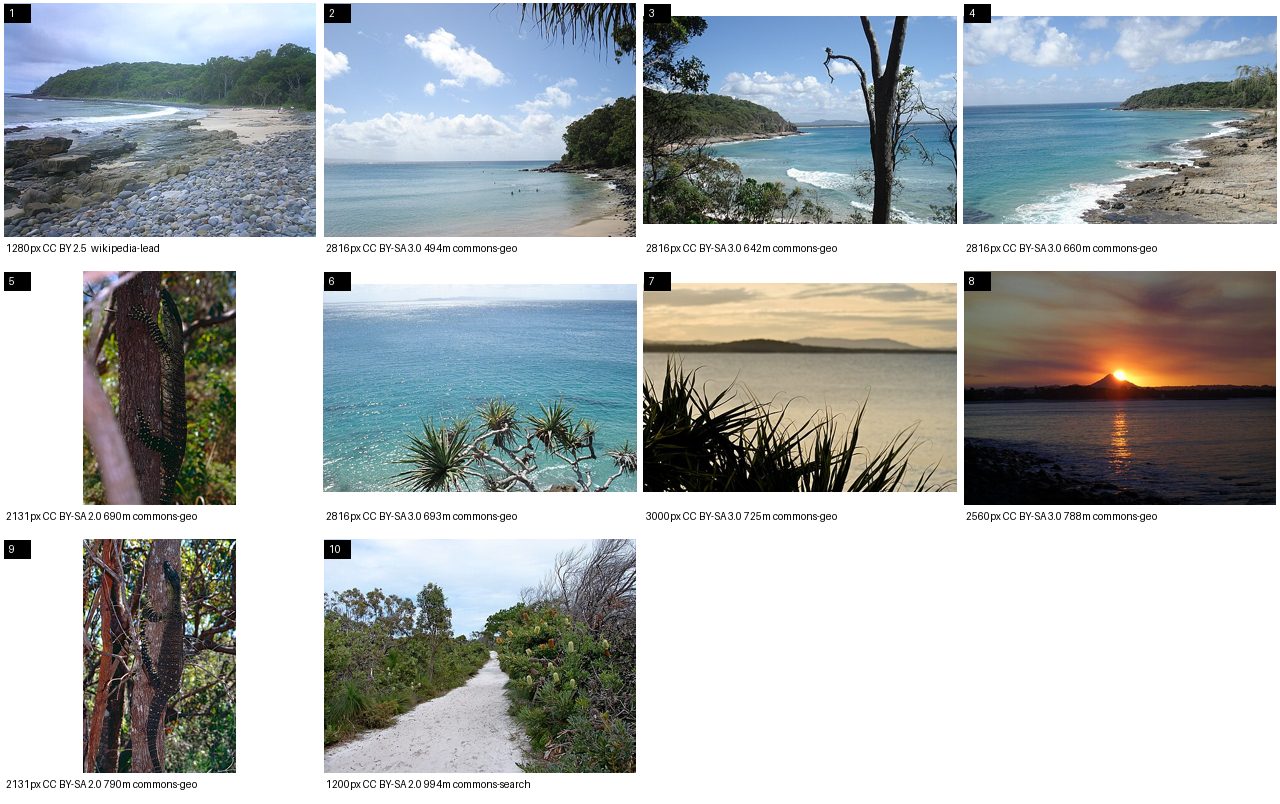 1
2
3
4
1280px CC BY 2.5 wikipedia-lead
2816px CC BY-SA 3.0 494m commons-geo
2816px CC BY-SA 3.0 642m commons-geo
2816px CC BY-SA 3.0 660m commons-geo
5
6
7
8
2131px CC BY-SA 2.0 690m commons-geo
2816px CC BY-SA 3.0 693m commons-geo
3000px CC BY-SA 3.0 725m commons-geo
2560px CC BY-SA 3.0 788m commons-geo
9
10
2131px CC BY-SA 2.0 790m commons-geo
1200px CC BY-SA 2.0 994m commons-search